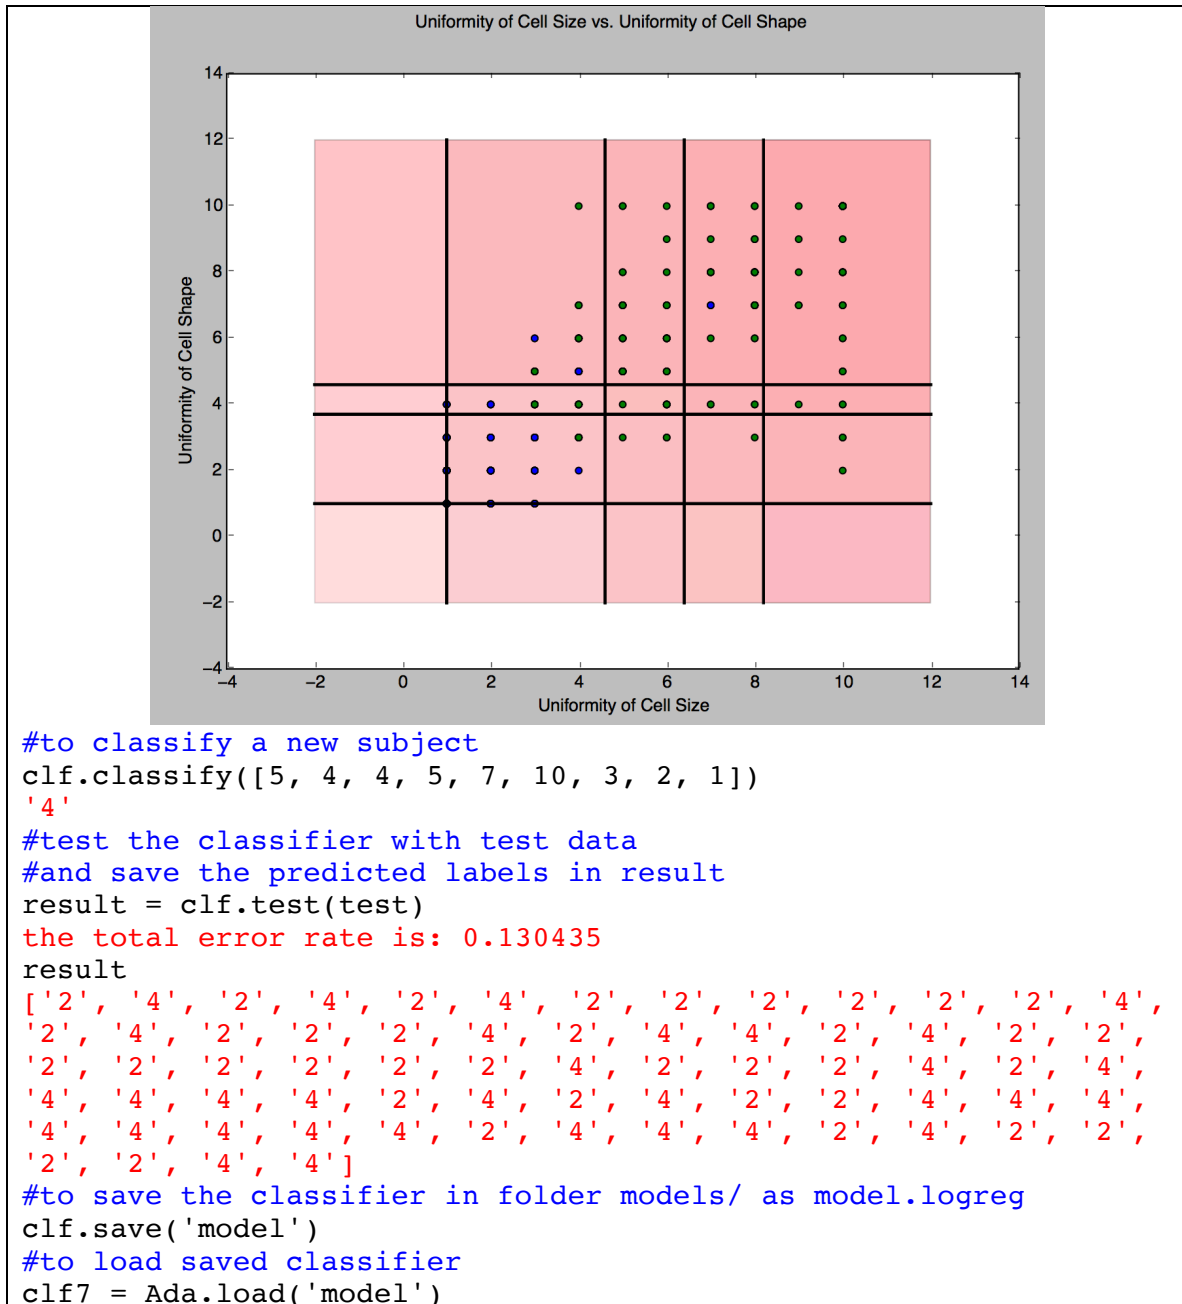 Uniformity of Cell Size vs. Uniformity of Cell Shape
14
12
10
8
6
4
2
0
−2
−4
Uniformity of Cell Shape
−4 −2 0 2 4 6 8 10 12 14
Uniformity of Cell Size
#to classify a new subject
clf.classify([5, 4, 4, 5, 7, 10, 3, 2, 1])
'4'
#test the classifier with test data
#and save the predicted labels in result
result = clf.test(test)
the total error rate is: 0.130435
result
['2', '4', '2', '4', '2', '4', '2', '2', '2', '2', '2', '2', '4',
'2', '4', '2', '2', '2', '4', '2', '4', '4', '2', '4', '2', '2',
'2', '2', '2', '2', '2', '2', '4', '2', '2', '2', '4', '2', '4',
'4', '4', '4', '4', '2', '4', '2', '4', '2', '2', '4', '4', '4',
'4', '4', '4', '4', '4', '2', '4', '4', '4', '2', '4', '2', '2',
'2', '2', '4', '4']
#to save the classifier in folder models/ as model.logreg
clf.save('model')
#to load saved classifier
clf7 = Ada.load('model')